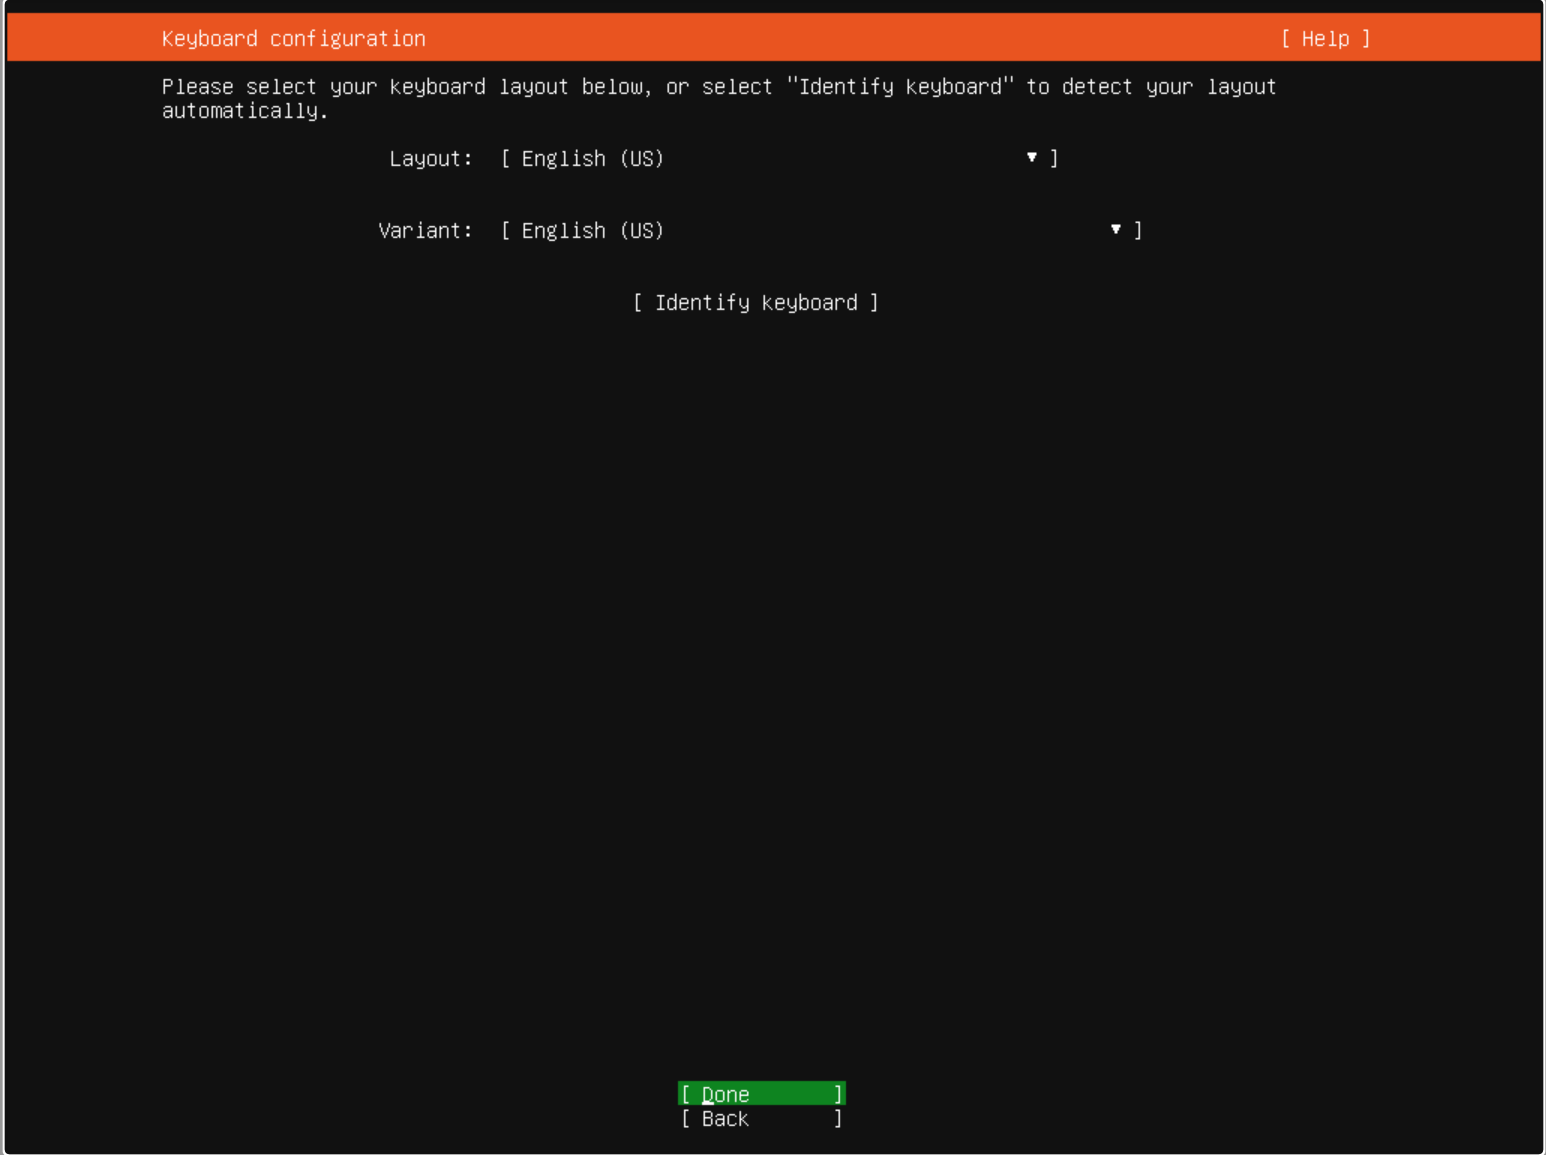 Keyboard configuration [ Help ]
Please select your keyboard layout below, or select "Identify keyboard" to detect your layout
automatically.
Layout: [ English (US) ▾ ]
Variant: [ English (US) ▾ ]
[ Identify keyboard ]
[ Done ]
[ Back ]